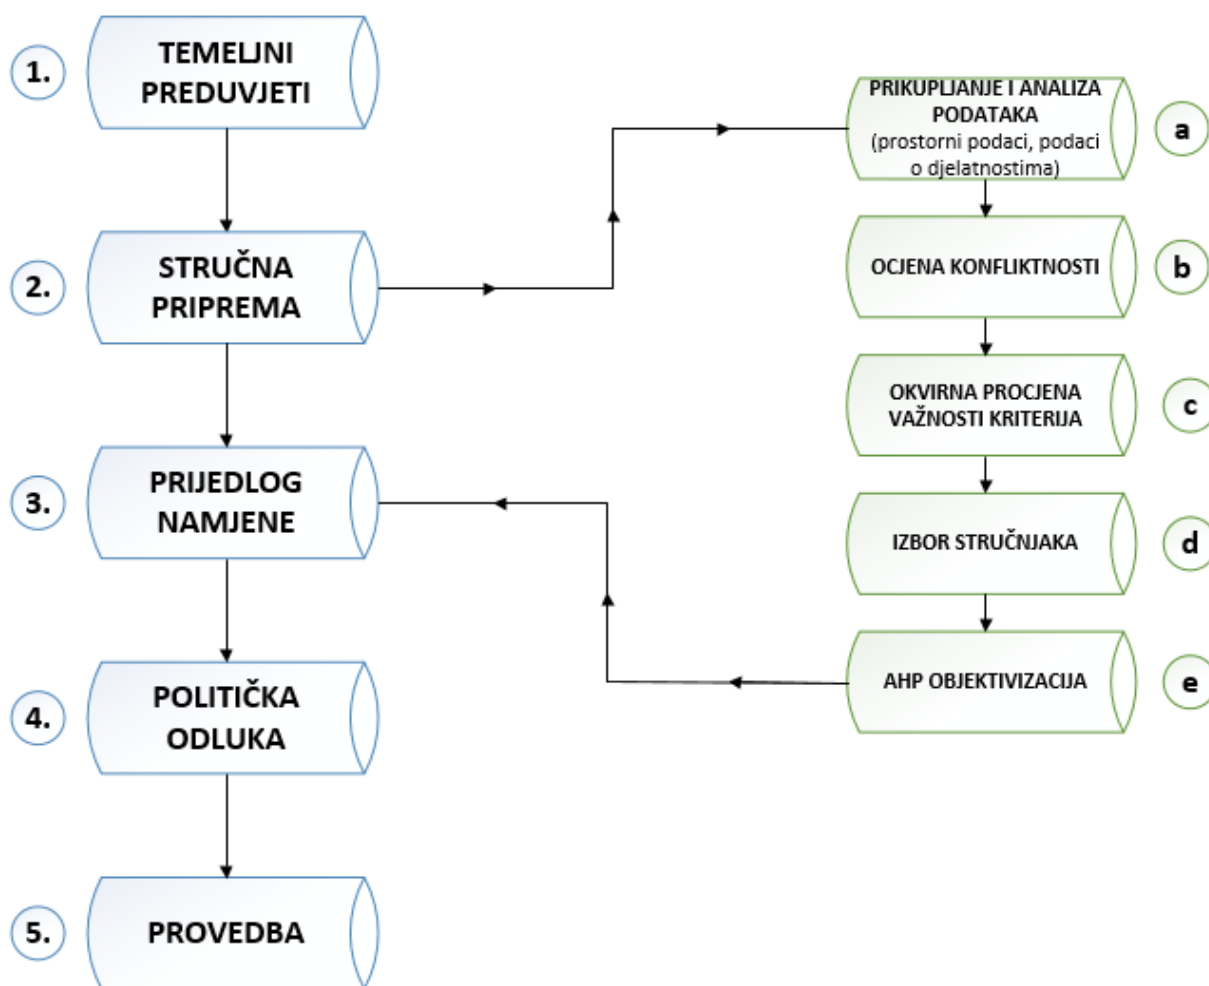 1.
TEMELJNI
PREDUVJETI
2.
STRUČNA
PRIPREMA
3.
PRIJEDLOG
NAMJENE
4.
POLITIČKA
ODLUKA
5.
PROVEDBA
PRIKUPLJANJE I ANALIZA
PODATAKA
(prostorni podaci, podaci
o djelatnostima)
a
OCJENA KONFLIKTNOSTI
b
OKVIRNA PROCJENA
VAŽNOSTI KRITERIJA
c
IZBOR STRUČNJAKA
d
AHP OBJEKTIVIZACIJA
e